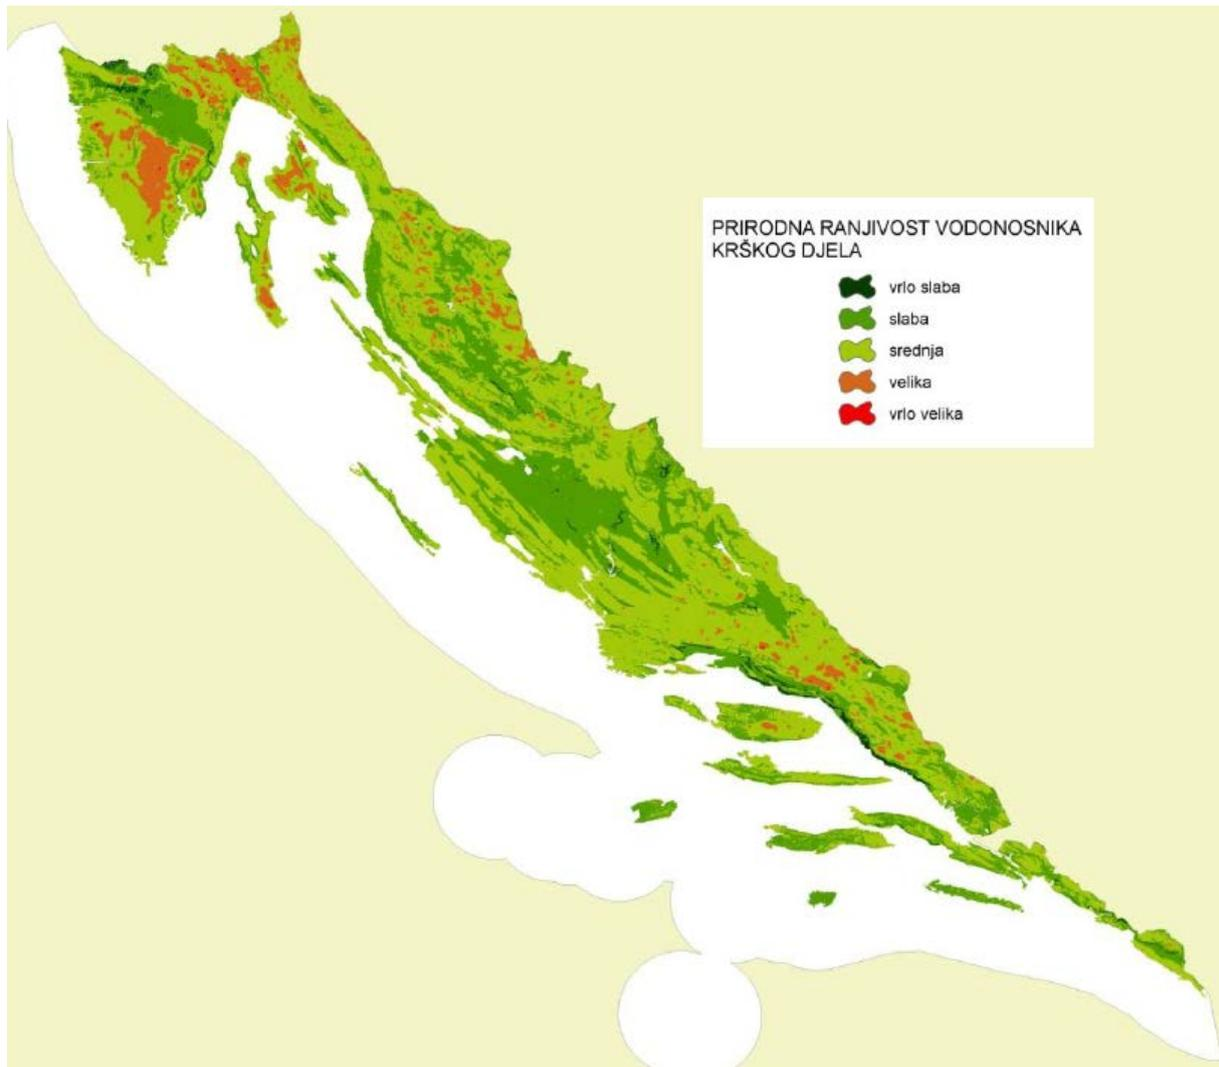 PRIRODNA RANJIVOST VODONOSNIKA
KRŠKOG DJELA
vrlo slaba
slaba
srednja
velika
vrlo velika